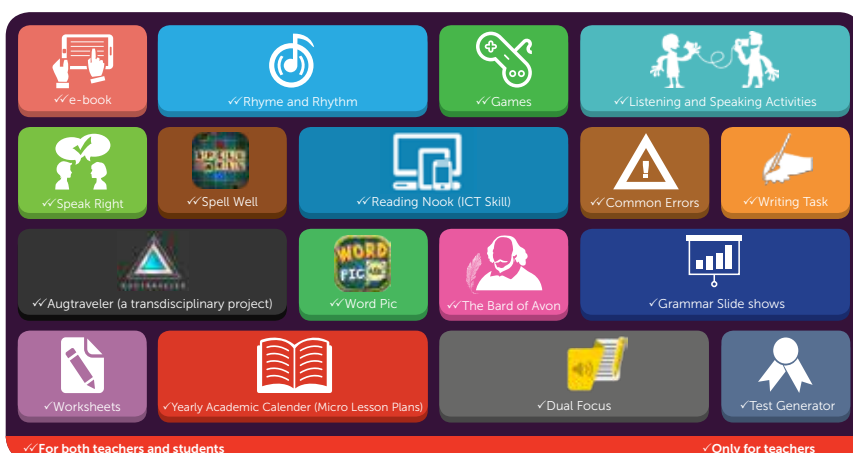 ✓✓e-book
✓✓Rhyme and Rhythm
✓✓Games
✓✓Listening and Speaking Activities
✓✓Speak Right
✓✓Spell Well
✓✓Reading Nook (ICT Skill)
✓✓Common Errors
✓✓Writing Task
AUGTRAVELER
✓✓Augtraveler (a transdisciplinary project)
WORD
PIC ABC
✓✓Word Pic
✓✓The Bard of Avon
✓Grammar Slide shows
✓Worksheets
✓Yearly Academic Calender (Micro Lesson Plans)
✓Dual Focus
✓Test Generator
✓✓For both teachers and students
✓Only for teachers